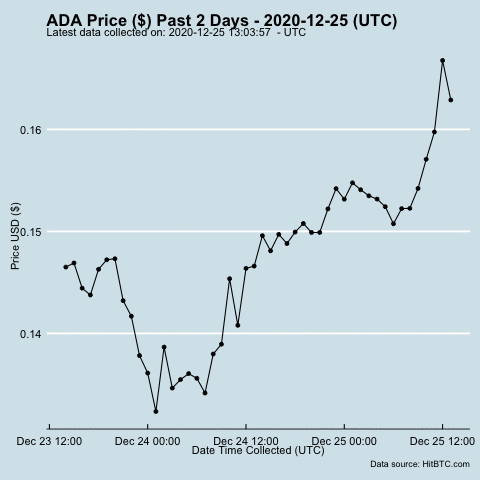 ADA Price ($) Past 2 Days - 2020-12-25 (UTC)
Latest data collected on: 2020-12-25 13:03:57 - UTC
0.16
0.15
0.14
Price USD ($)
Dec 23 12:00 Dec 24 00:00 Dec 24 12:00 Dec 25 00:00 Dec 25 12:00
Date Time Collected (UTC)
Data source: HitBTC.com